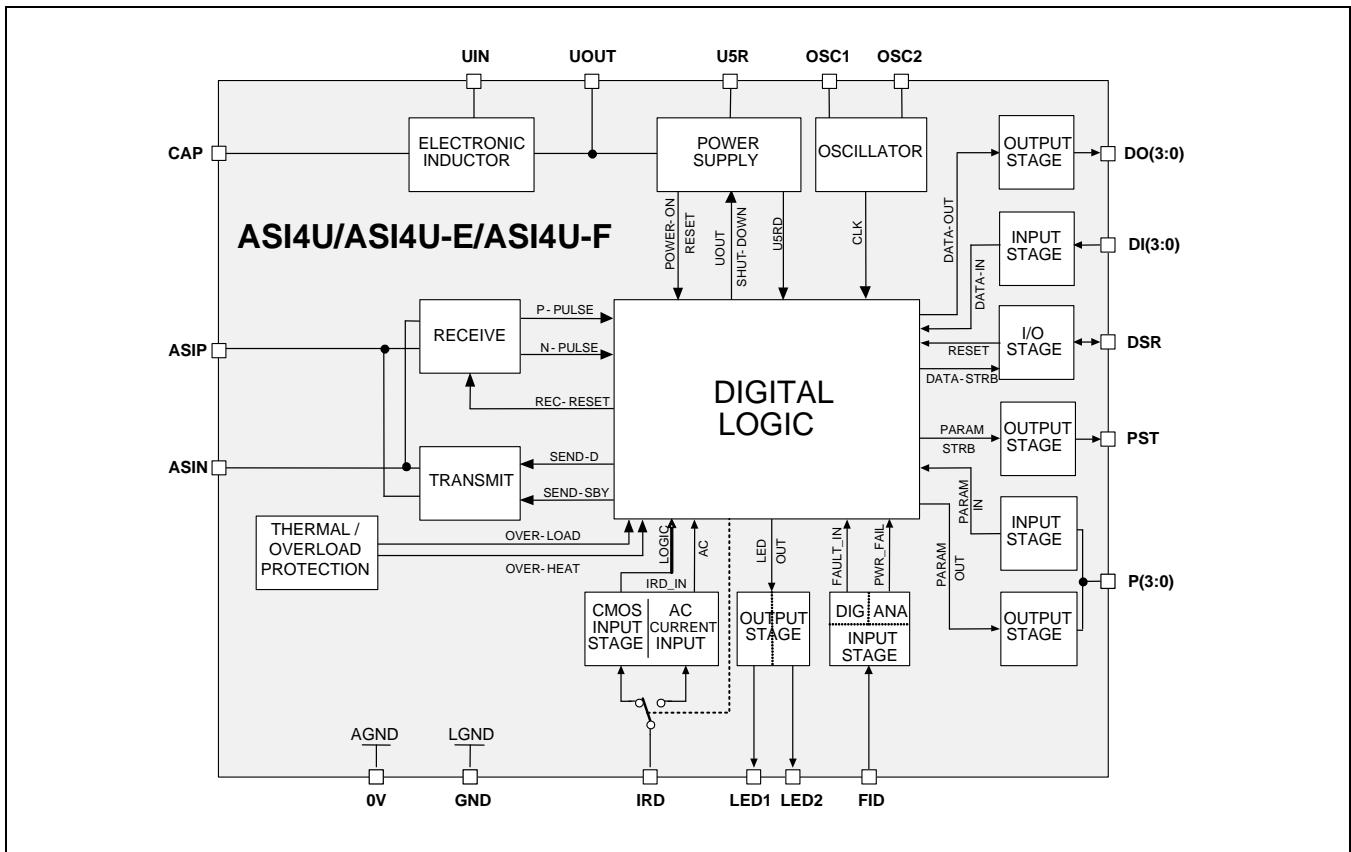 UIN
UOUT
U5R
OSC1
OSC2
CAP
ELECTRONIC
INDUCTOR
POWER
SUPPLY
OSCILLATOR
OUTPUT
STAGE
DO(3:0)
ASI4U/ASI4U-E/ASI4U-F
POWER-ON
RESET
UOUT
SHUT-DOWN
U5RD
CLK
DATA-OUT
DATA-IN
INPUT
STAGE
DI(3:0)
ASIP
RECEIVE
P-PULSE
N-PULSE
REC-RESET
DIGITAL
LOGIC
RESET
DATA-STRB
I/O
STAGE
DSR
ASIN
TRANSMIT
SEND-D
SEND-SBY
PARAM
STRB
OUTPUT
STAGE
PST
THERMAL /
OVERLOAD
PROTECTION
OVER-LOAD
OVER-HEAT
LOGIC
IRD_IN
AC
LED
OUT
FAULT_IN
PWR_FAIL
PARAM
IN
PARAM
OUT
INPUT
STAGE
P(3:0)
OUTPUT
STAGE
CMOS
INPUT
STAGE
AC
CURRENT
INPUT
OUTPUT
STAGE
DIG
ANA
INPUT
STAGE
AGND
LGND
0V
GND
IRD
LED1
LED2
FID